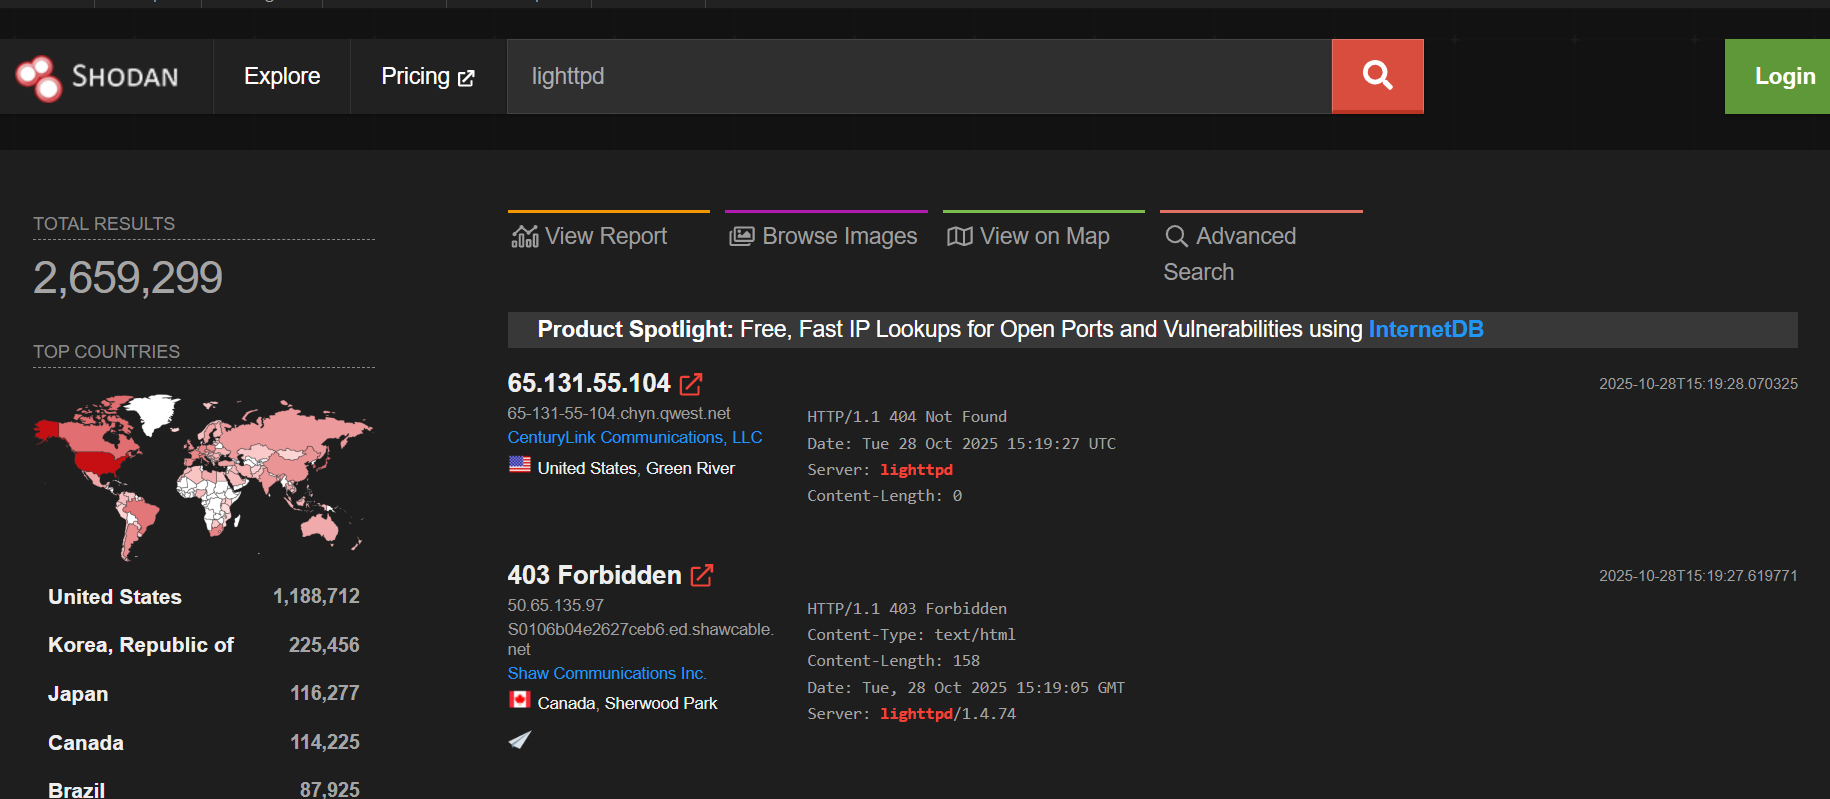 SHODAN
Explore
Pricing
lighttpd
Login
TOTAL RESULTS
2,659,299
TOP COUNTRIES
United States 1,188,712
Korea, Republic of 225,456
Japan 116,277
Canada 114,225
Brazil 87,925
View Report
Browse Images
View on Map
Advanced
Search
Product Spotlight: Free, Fast IP Lookups for Open Ports and Vulnerabilities using InternetDB
65.131.55.104
2025-10-28T15:19:28.070325
65-131-55-104.chyn.qwest.net
CenturyLink Communications, LLC
United States, Green River
HTTP/1.1 404 Not Found
Date: Tue 28 Oct 2025 15:19:27 UTC
Server: lighttpd
Content-Length: 0
403 Forbidden
2025-10-28T15:19:27.619771
50.65.135.97
S0106b04e2627ceb6.ed.shawcable.
net
Shaw Communications Inc.
Canada, Sherwood Park
HTTP/1.1 403 Forbidden
Content-Type: text/html
Content-Length: 158
Date: Tue, 28 Oct 2025 15:19:05 GMT
Server: lighttpd/1.4.74